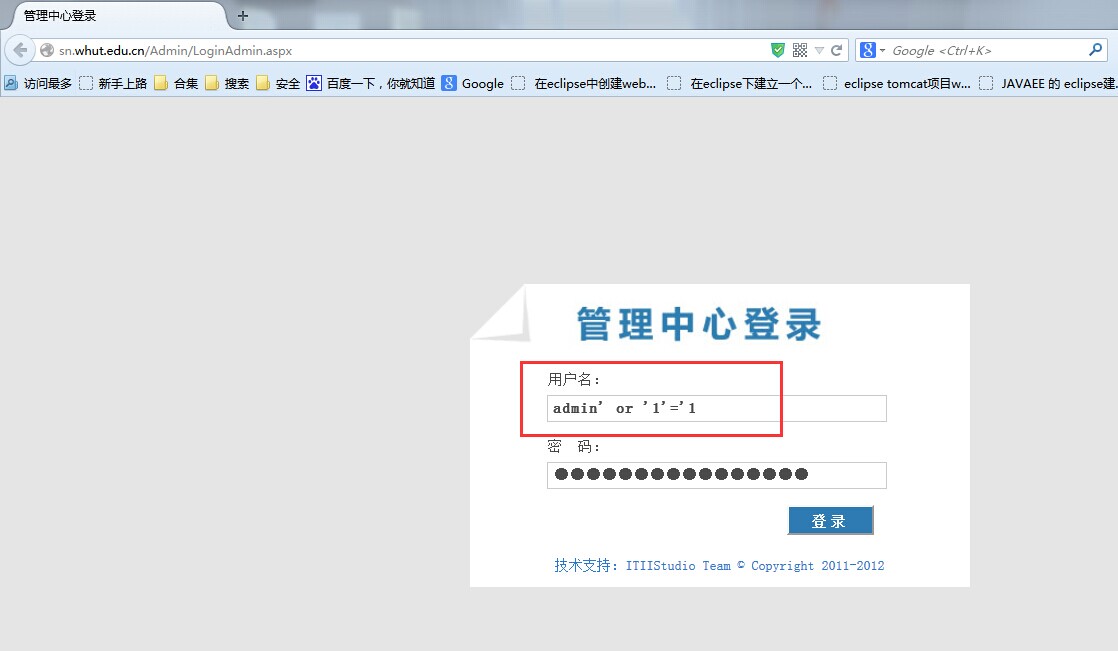 管理中心登录
sn.whut.edu.cn/Admin/LoginAdmin.aspx
Google <Ctrl+K>
访问最多 新手上路 合集 搜索 安全 百度一下，你就知道 Google 在eclipse中创建web... 在eclipse下建立一个... eclipse tomcat项目w... JAVAEE 的 eclipse建.
管理中心登录
用户名：
admin' or '1'='1
密 码：
登录
技术支持：ITIIStudio Team © Copyright 2011-2012